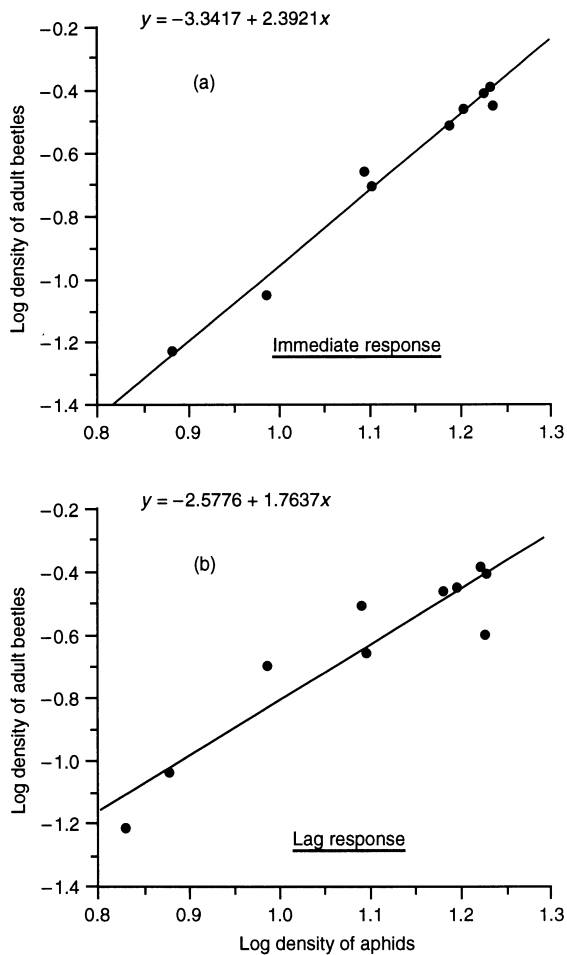 y = −3.3417 + 2.3921x
(a)
Log density of adult beetles
−0.2
−0.4
−0.6
−0.8
−1.0
−1.2
−1.4
Immediate response
0.8 0.9 1.0 1.1 1.2 1.3
y = −2.5776 + 1.7637x
(b)
Log density of adult beetles
−0.2
−0.4
−0.6
−0.8
−1.0
−1.2
−1.4
Lag response
0.8 0.9 1.0 1.1 1.2 1.3
Log density of aphids